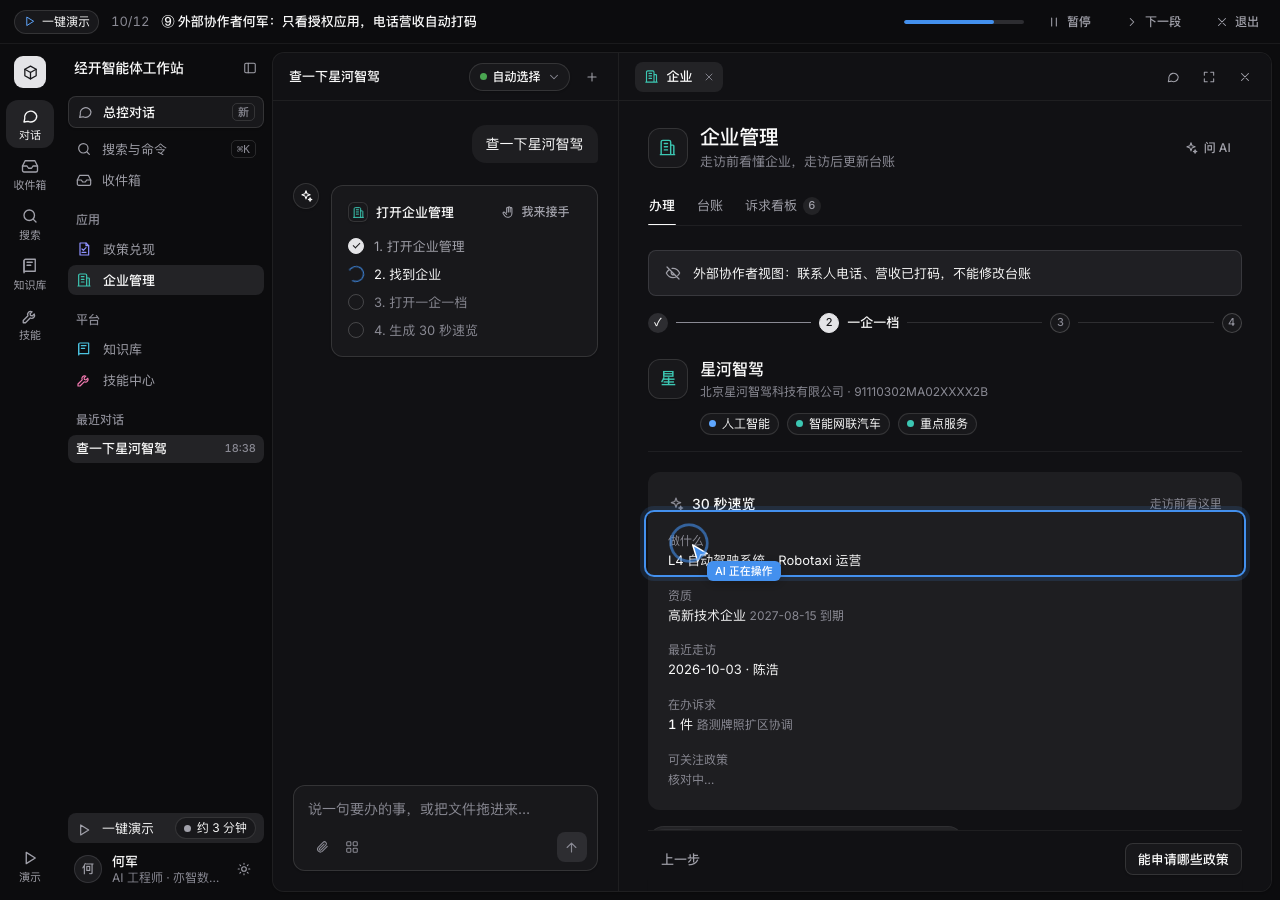 一键演示
10/12
⑨ 外部协作者何军：只看授权应用，电话营收自动打码
暂停
下一段
退出
对话
收件箱
搜索
知识库
技能
演示
经开智能体工作站
总控对话
新
搜索与命令
⌘K
收件箱
应用
政策兑现
企业管理
平台
知识库
技能中心
最近对话
查一下星河智驾
18:38
一键演示
约 3 分钟
何
何军
AI 工程师 · 亦智数...
查一下星河智驾
自动选择
查一下星河智驾
打开企业管理
我来接手
1. 打开企业管理
2. 找到企业
3. 打开一企一档
4. 生成 30 秒速览
说一句要办的事，或把文件拖进来...
企业
企业管理
走访前看懂企业，走访后更新台账
问 AI
办理
台账
诉求看板 6
外部协作者视图：联系人电话、营收已打码，不能修改台账
2
一企一档
3
4
星
星河智驾
北京星河智驾科技有限公司 · 91110302MA02XXXX2B
人工智能
智能网联汽车
重点服务
30 秒速览
走访前看这里
做什么
L4 自动驾驶系统、Robotaxi 运营
AI 正在操作
资质
高新技术企业 2027-08-15 到期
最近走访
2026-10-03 · 陈浩
在办诉求
1 件 路测牌照扩区协调
可关注政策
核对中...
上一步
能申请哪些政策